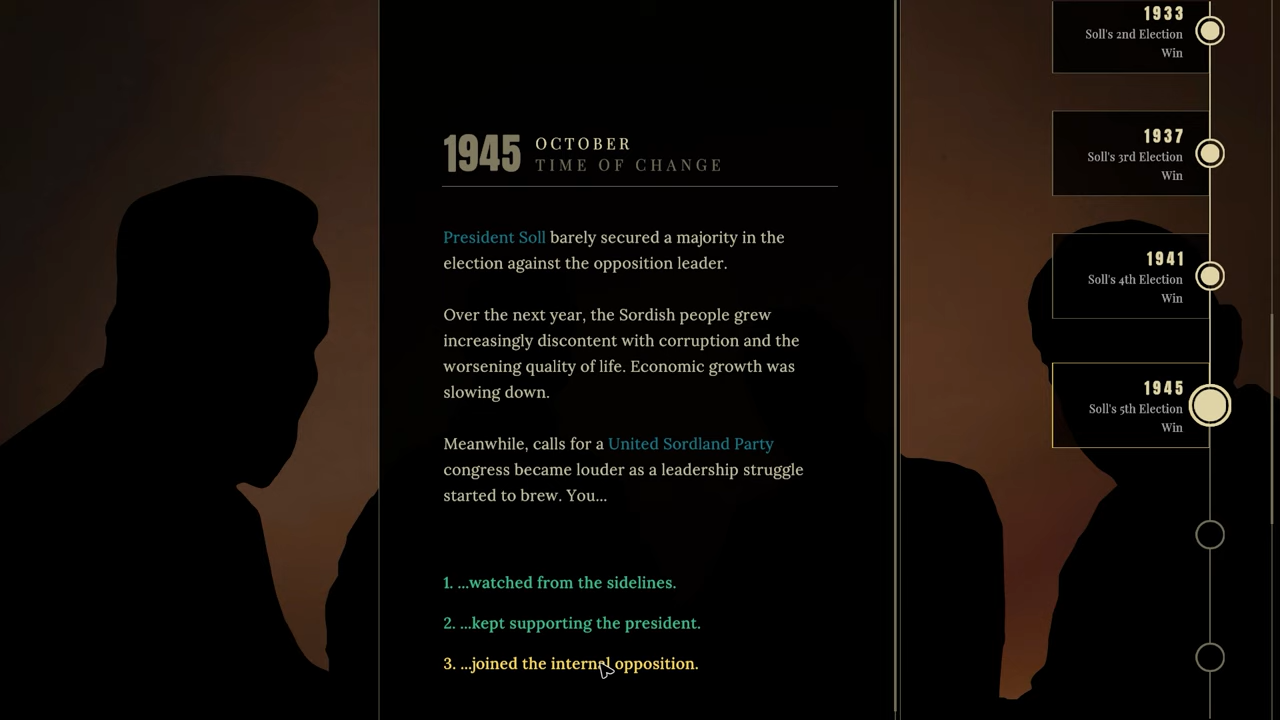 1945 OCTOBER
TIME OF CHANGE
President Soll barely secured a majority in the
election against the opposition leader.
Over the next year, the Sordish people grew
increasingly discontent with corruption and the
worsening quality of life. Economic growth was
slowing down.
Meanwhile, calls for a United Sordland Party
congress became louder as a leadership struggle
started to brew. You...
1. ...watched from the sidelines.
2. ...kept supporting the president.
3. ...joined the internal opposition.
1933
Soll's 2nd Election
Win
1937
Soll's 3rd Election
Win
1941
Soll's 4th Election
Win
1945
Soll's 5th Election
Win